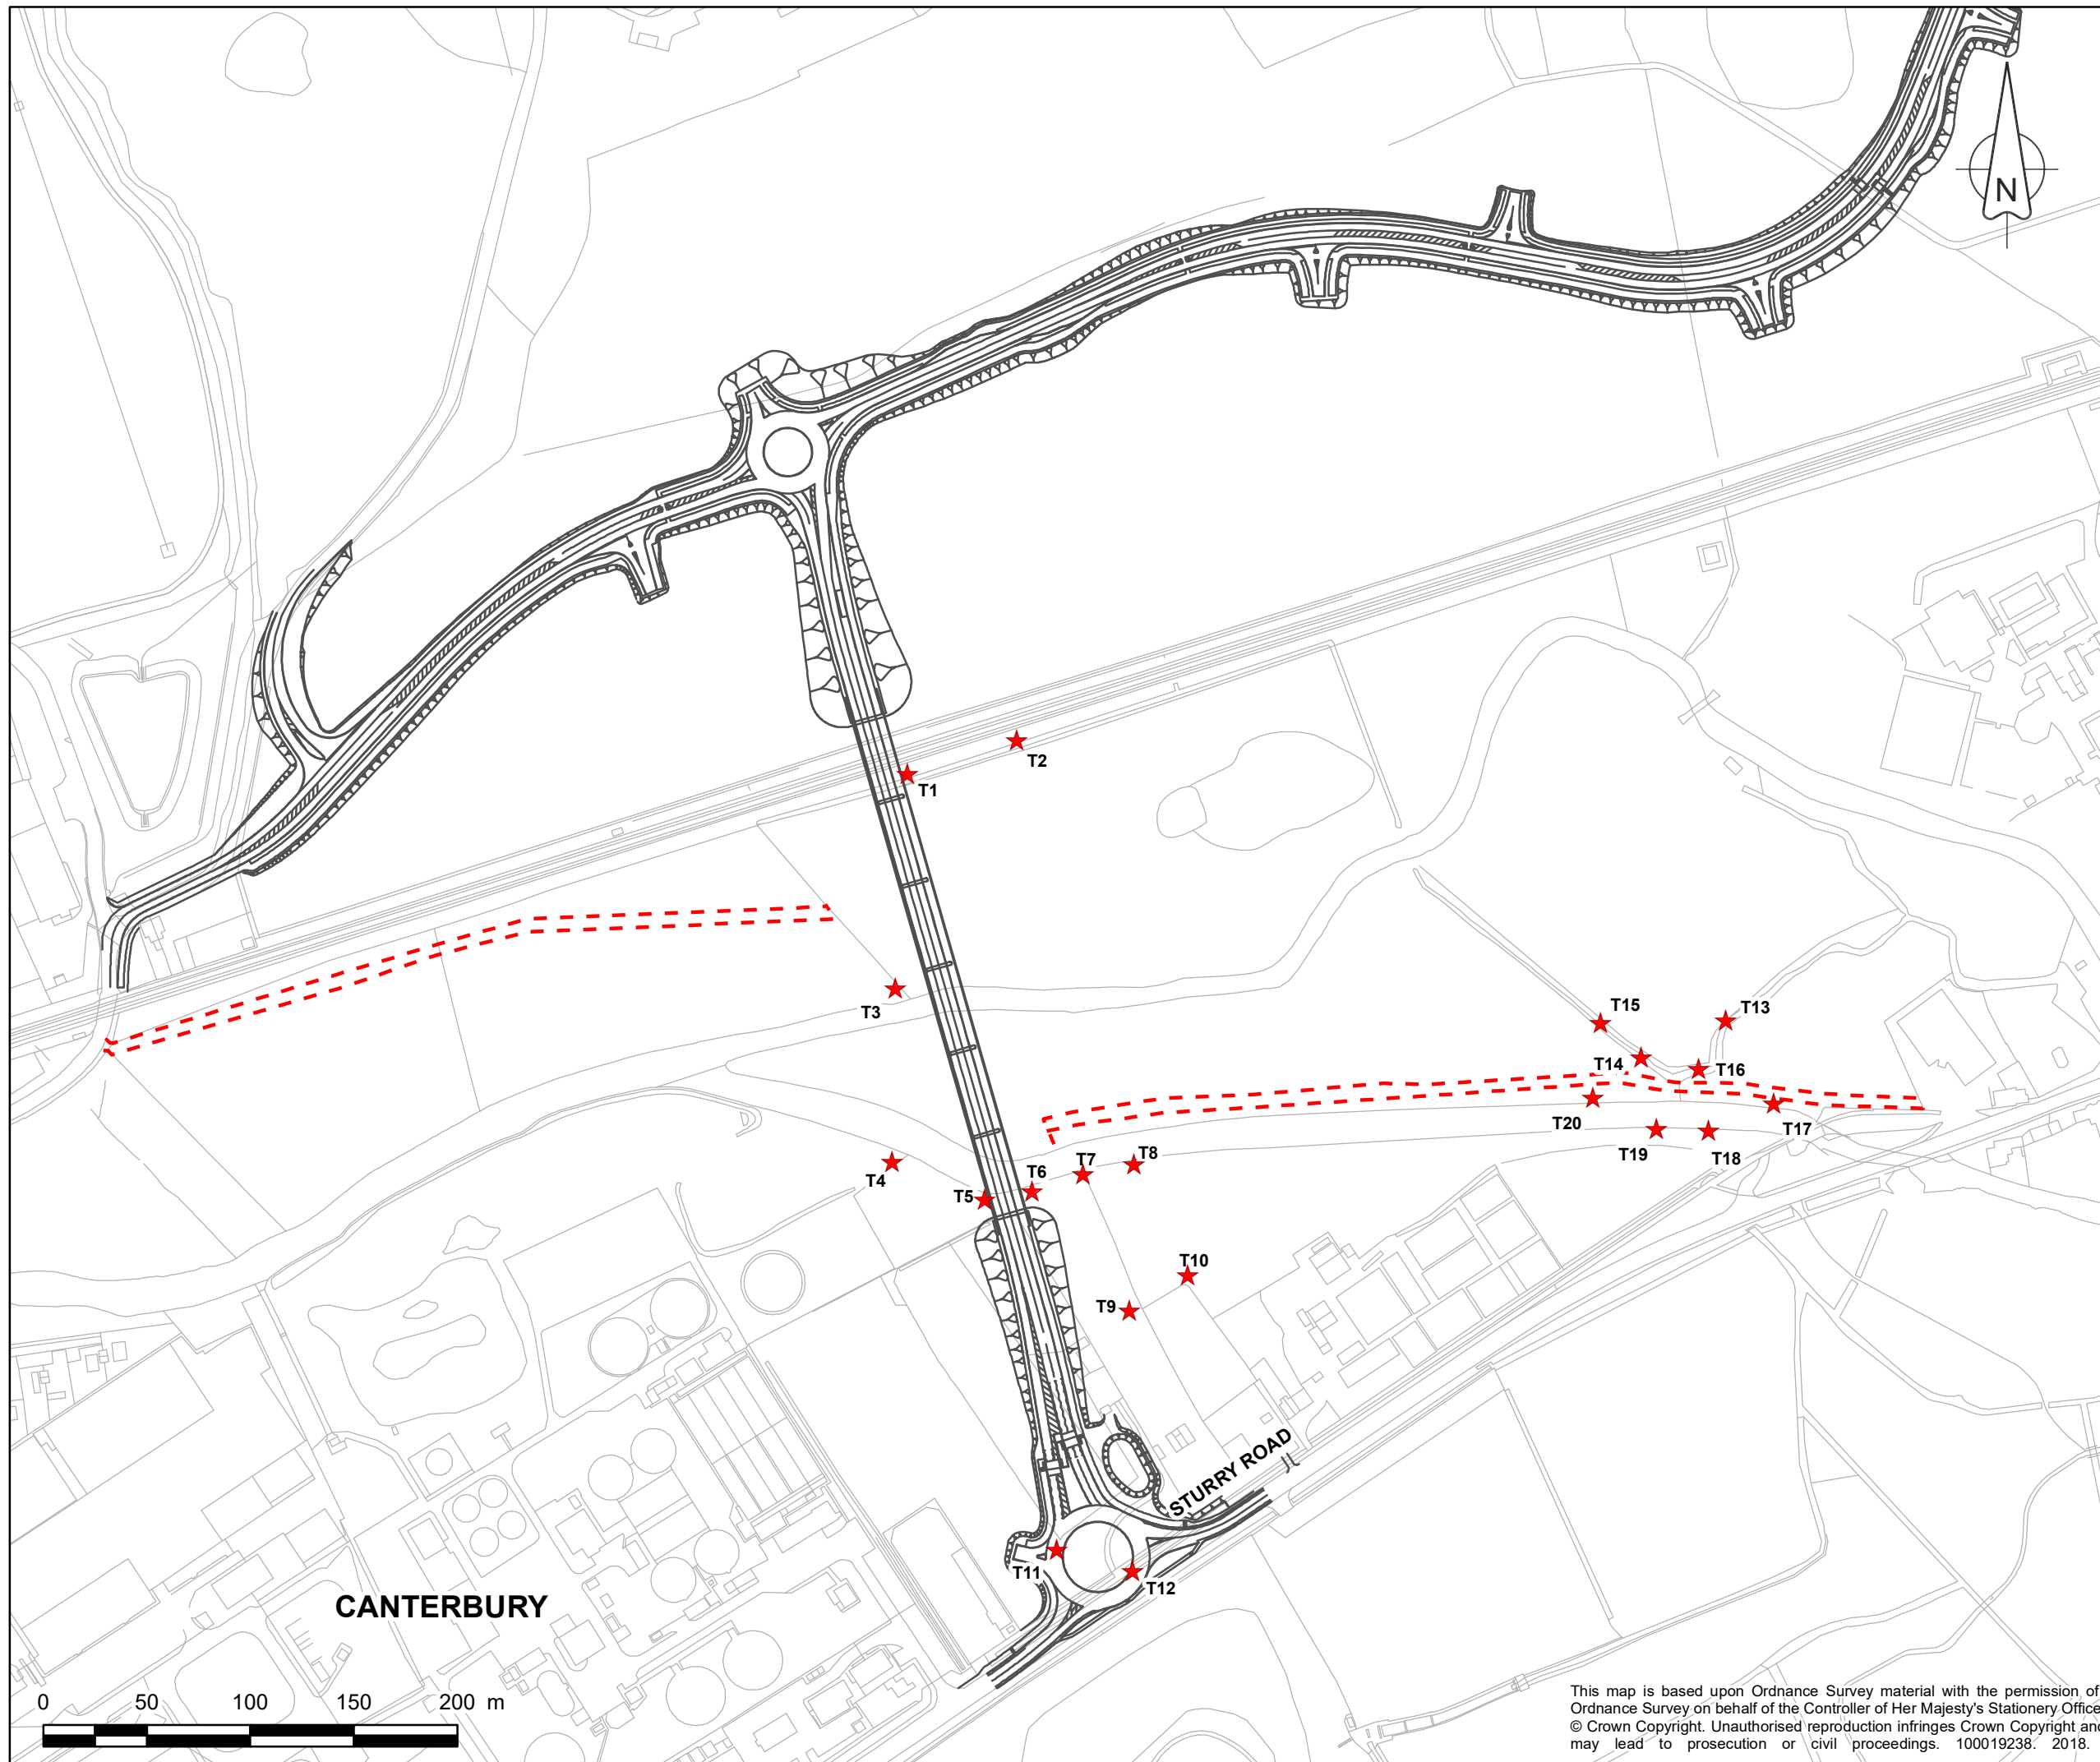 N
T2
T1
T3
T15
T13
T14
T16
T20
T17
T19
T18
T8
T7
T6
T4
T5
T10
T9
STURRY ROAD
T11
T12
CANTERBURY
0 50 100 150 200 m
This map is based upon Ordnance Survey material with the permission of
Ordnance Survey on behalf of the Controller of Her Majesty's Stationery Office
© Crown Copyright. Unauthorised reproduction infringes Crown Copyright and
may lead to prosecution or civil proceedings. 100019238. 2018.